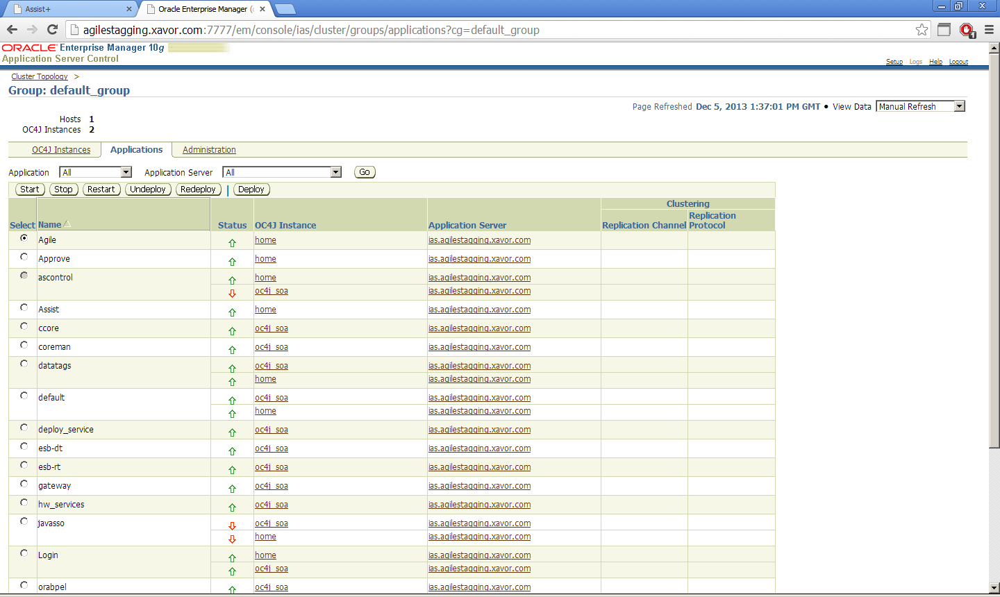 Assist+
Oracle Enterprise Manager (
agilestagging.xavor.com:7777/em/console/ias/cluster/groups/applications?cg=default_group
1
ORACLE Enterprise Manager 10g
Application Server Control
Setup Logs Help Logout
Cluster Topology >
Group: default_group
Page Refreshed Dec 5, 2013 1:37:01 PM GMT • View Data Manual Refresh
Hosts 1
OC4J Instances 2
OC4J Instances Applications Administration
Application All Application Server All Go
Start Stop Restart Undeploy Redeploy | Deploy
Clustering
Select Name Status OC4J Instance Application Server Replication Channel Replication Protocol
Agile home ias.agilestagging.xavor.com
Approve home ias.agilestagging.xavor.com
ascontrol home ias.agilestagging.xavor.com
oc4j_soa ias.agilestagging.xavor.com
Assist home ias.agilestagging.xavor.com
ccore oc4j_soa ias.agilestagging.xavor.com
coreman oc4j_soa ias.agilestagging.xavor.com
datatags oc4j_soa ias.agilestagging.xavor.com
home ias.agilestagging.xavor.com
default oc4j_soa ias.agilestagging.xavor.com
home ias.agilestagging.xavor.com
deploy_service oc4j_soa ias.agilestagging.xavor.com
esb-dt oc4j_soa ias.agilestagging.xavor.com
esb-rt oc4j_soa ias.agilestagging.xavor.com
gateway oc4j_soa ias.agilestagging.xavor.com
hw_services oc4j_soa ias.agilestagging.xavor.com
javasso oc4j_soa ias.agilestagging.xavor.com
home ias.agilestagging.xavor.com
Login home ias.agilestagging.xavor.com
oc4j_soa ias.agilestagging.xavor.com
orabpel oc4j_soa ias.agilestagging.xavor.com